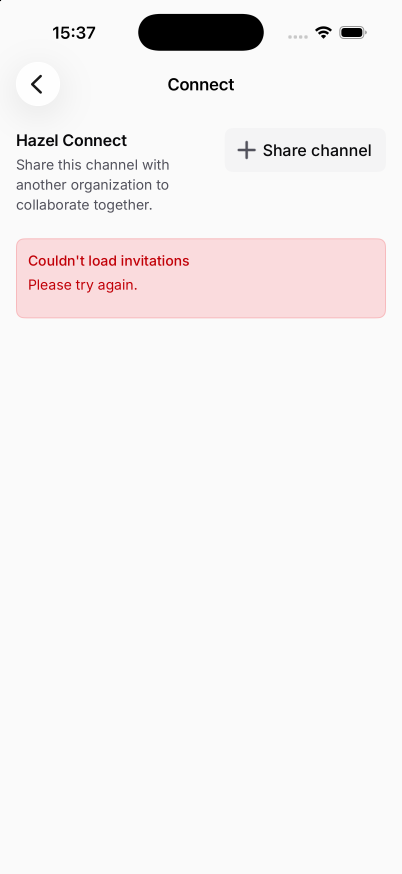 15:37
Connect
Hazel Connect
Share this channel with
another organization to
collaborate together.
Share channel
Couldn't load invitations
Please try again.